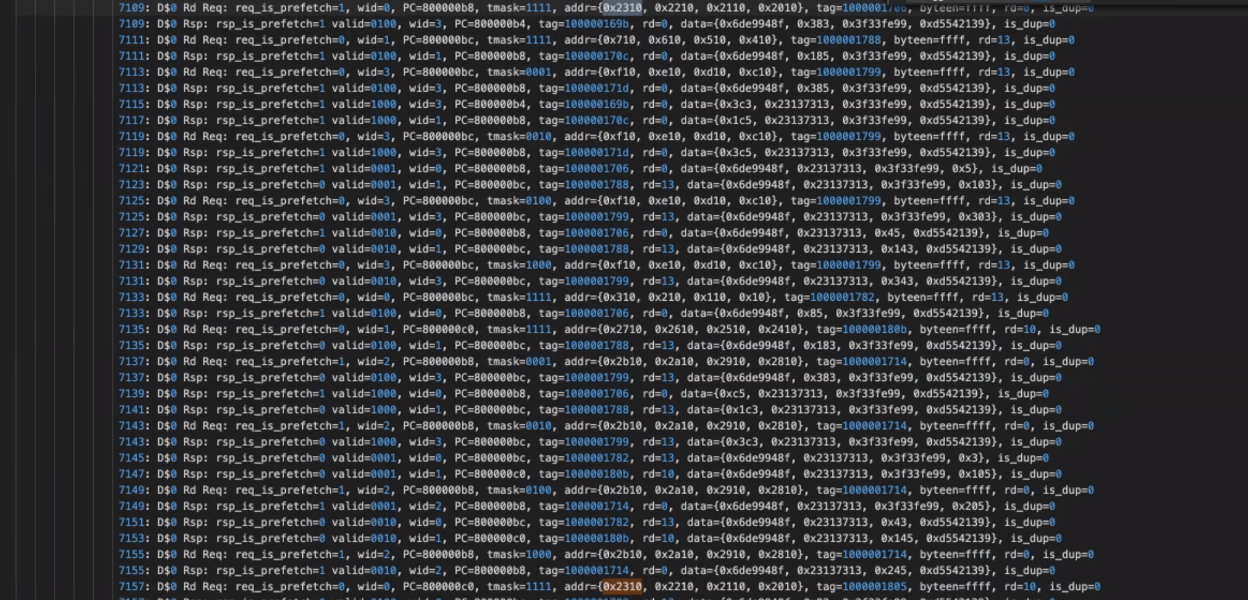 7109: D$0 Rd Req: req_is_prefetch=1, wid=0, PC=800000b8, tmask=1111, addr={0x2310, 0x2210, 0x2110, 0x2010}, tag=1000001706, byteen=ffff, rd=0, is_dup=0
7109: D$0 Rsp: rsp_is_prefetch=1 valid=0100, wid=3, PC=800000b4, tag=100000169b, rd=0, data={0x6de9948f, 0x383, 0x3f33fe99, 0xd5542139}, is_dup=0
7111: D$0 Rd Req: req_is_prefetch=0, wid=1, PC=800000bc, tmask=1111, addr={0x710, 0x610, 0x510, 0x410}, tag=1000001788, byteen=ffff, rd=13, is_dup=0
7111: D$0 Rsp: rsp_is_prefetch=1 valid=0100, wid=1, PC=800000b8, tag=100000170c, rd=0, data={0x6de9948f, 0x185, 0x3f33fe99, 0xd5542139}, is_dup=0
7113: D$0 Rd Req: req_is_prefetch=0, wid=3, PC=800000bc, tmask=0001, addr={0xf10, 0xe10, 0xd10, 0xc10}, tag=1000001799, byteen=ffff, rd=13, is_dup=0
7113: D$0 Rsp: rsp_is_prefetch=1 valid=0100, wid=3, PC=800000b8, tag=100000171d, rd=0, data={0x6de9948f, 0x385, 0x3f33fe99, 0xd5542139}, is_dup=0
7115: D$0 Rsp: rsp_is_prefetch=1 valid=1000, wid=3, PC=800000b4, tag=100000169b, rd=0, data={0x3c3, 0x23137313, 0x3f33fe99, 0xd5542139}, is_dup=0
7117: D$0 Rsp: rsp_is_prefetch=1 valid=1000, wid=1, PC=800000b8, tag=100000170c, rd=0, data={0x1c5, 0x23137313, 0x3f33fe99, 0xd5542139}, is_dup=0
7119: D$0 Rd Req: req_is_prefetch=0, wid=3, PC=800000bc, tmask=0010, addr={0xf10, 0xe10, 0xd10, 0xc10}, tag=1000001799, byteen=ffff, rd=13, is_dup=0
7119: D$0 Rsp: rsp_is_prefetch=1 valid=1000, wid=3, PC=800000b8, tag=100000171d, rd=0, data={0x3c5, 0x23137313, 0x3f33fe99, 0xd5542139}, is_dup=0
7121: D$0 Rsp: rsp_is_prefetch=1 valid=0001, wid=0, PC=800000b8, tag=1000001706, rd=0, data={0x6de9948f, 0x23137313, 0x3f33fe99, 0x5}, is_dup=0
7123: D$0 Rsp: rsp_is_prefetch=0 valid=0001, wid=1, PC=800000bc, tag=1000001788, rd=13, data={0x6de9948f, 0x23137313, 0x3f33fe99, 0x103}, is_dup=0
7125: D$0 Rd Req: req_is_prefetch=0, wid=3, PC=800000bc, tmask=0100, addr={0xf10, 0xe10, 0xd10, 0xc10}, tag=1000001799, byteen=ffff, rd=13, is_dup=0
7125: D$0 Rsp: rsp_is_prefetch=0 valid=0001, wid=3, PC=800000bc, tag=1000001799, rd=13, data={0x6de9948f, 0x23137313, 0x3f33fe99, 0x303}, is_dup=0
7127: D$0 Rsp: rsp_is_prefetch=1 valid=0010, wid=0, PC=800000b8, tag=1000001706, rd=0, data={0x6de9948f, 0x23137313, 0x45, 0xd5542139}, is_dup=0
7129: D$0 Rsp: rsp_is_prefetch=0 valid=0010, wid=1, PC=800000bc, tag=1000001788, rd=13, data={0x6de9948f, 0x23137313, 0x143, 0xd5542139}, is_dup=0
7131: D$0 Rd Req: req_is_prefetch=0, wid=3, PC=800000bc, tmask=1000, addr={0xf10, 0xe10, 0xd10, 0xc10}, tag=1000001799, byteen=ffff, rd=13, is_dup=0
7131: D$0 Rsp: rsp_is_prefetch=0 valid=0010, wid=3, PC=800000bc, tag=1000001799, rd=13, data={0x6de9948f, 0x23137313, 0x343, 0xd5542139}, is_dup=0
7133: D$0 Rd Req: req_is_prefetch=0, wid=0, PC=800000bc, tmask=1111, addr={0x310, 0x210, 0x110, 0x10}, tag=1000001782, byteen=ffff, rd=13, is_dup=0
7133: D$0 Rsp: rsp_is_prefetch=1 valid=0100, wid=0, PC=800000b8, tag=1000001706, rd=0, data={0x6de9948f, 0x85, 0x3f33fe99, 0xd5542139}, is_dup=0
7135: D$0 Rd Req: req_is_prefetch=0, wid=1, PC=800000c0, tmask=1111, addr={0x2710, 0x2610, 0x2510, 0x2410}, tag=100000180b, byteen=ffff, rd=10, is_dup=0
7135: D$0 Rsp: rsp_is_prefetch=0 valid=0100, wid=1, PC=800000bc, tag=1000001788, rd=13, data={0x6de9948f, 0x183, 0x3f33fe99, 0xd5542139}, is_dup=0
7137: D$0 Rd Req: req_is_prefetch=1, wid=2, PC=800000b8, tmask=0001, addr={0x2b10, 0x2a10, 0x2910, 0x2810}, tag=1000001714, byteen=ffff, rd=0, is_dup=0
7137: D$0 Rsp: rsp_is_prefetch=0 valid=0100, wid=3, PC=800000bc, tag=1000001799, rd=13, data={0x6de9948f, 0x383, 0x3f33fe99, 0xd5542139}, is_dup=0
7139: D$0 Rsp: rsp_is_prefetch=1 valid=1000, wid=0, PC=800000b8, tag=1000001706, rd=0, data={0xc5, 0x23137313, 0x3f33fe99, 0xd5542139}, is_dup=0
7141: D$0 Rsp: rsp_is_prefetch=0 valid=1000, wid=1, PC=800000bc, tag=1000001788, rd=13, data={0x1c3, 0x23137313, 0x3f33fe99, 0xd5542139}, is_dup=0
7143: D$0 Rd Req: req_is_prefetch=1, wid=2, PC=800000b8, tmask=0010, addr={0x2b10, 0x2a10, 0x2910, 0x2810}, tag=1000001714, byteen=ffff, rd=0, is_dup=0
7143: D$0 Rsp: rsp_is_prefetch=0 valid=1000, wid=3, PC=800000bc, tag=1000001799, rd=13, data={0x3c3, 0x23137313, 0x3f33fe99, 0xd5542139}, is_dup=0
7145: D$0 Rsp: rsp_is_prefetch=0 valid=0001, wid=0, PC=800000bc, tag=1000001782, rd=13, data={0x6de9948f, 0x23137313, 0x3f33fe99, 0x3}, is_dup=0
7147: D$0 Rsp: rsp_is_prefetch=0 valid=0001, wid=1, PC=800000c0, tag=100000180b, rd=10, data={0x6de9948f, 0x23137313, 0x3f33fe99, 0x105}, is_dup=0
7149: D$0 Rd Req: req_is_prefetch=1, wid=2, PC=800000b8, tmask=0100, addr={0x2b10, 0x2a10, 0x2910, 0x2810}, tag=1000001714, byteen=ffff, rd=0, is_dup=0
7149: D$0 Rsp: rsp_is_prefetch=1 valid=0001, wid=2, PC=800000b8, tag=1000001714, rd=0, data={0x6de9948f, 0x23137313, 0x3f33fe99, 0x205}, is_dup=0
7151: D$0 Rsp: rsp_is_prefetch=0 valid=0010, wid=0, PC=800000bc, tag=1000001782, rd=13, data={0x6de9948f, 0x23137313, 0x43, 0xd5542139}, is_dup=0
7153: D$0 Rsp: rsp_is_prefetch=0 valid=0010, wid=1, PC=800000c0, tag=100000180b, rd=10, data={0x6de9948f, 0x23137313, 0x145, 0xd5542139}, is_dup=0
7155: D$0 Rd Req: req_is_prefetch=1, wid=2, PC=800000b8, tmask=1000, addr={0x2b10, 0x2a10, 0x2910, 0x2810}, tag=1000001714, byteen=ffff, rd=0, is_dup=0
7155: D$0 Rsp: rsp_is_prefetch=1 valid=0010, wid=2, PC=800000b8, tag=1000001714, rd=0, data={0x6de9948f, 0x23137313, 0x245, 0xd5542139}, is_dup=0
7157: D$0 Rd Req: req_is_prefetch=0, wid=0, PC=800000c0, tmask=1111, addr={0x2310, 0x2210, 0x2110, 0x2010}, tag=1000001805, byteen=ffff, rd=10, is_dup=0